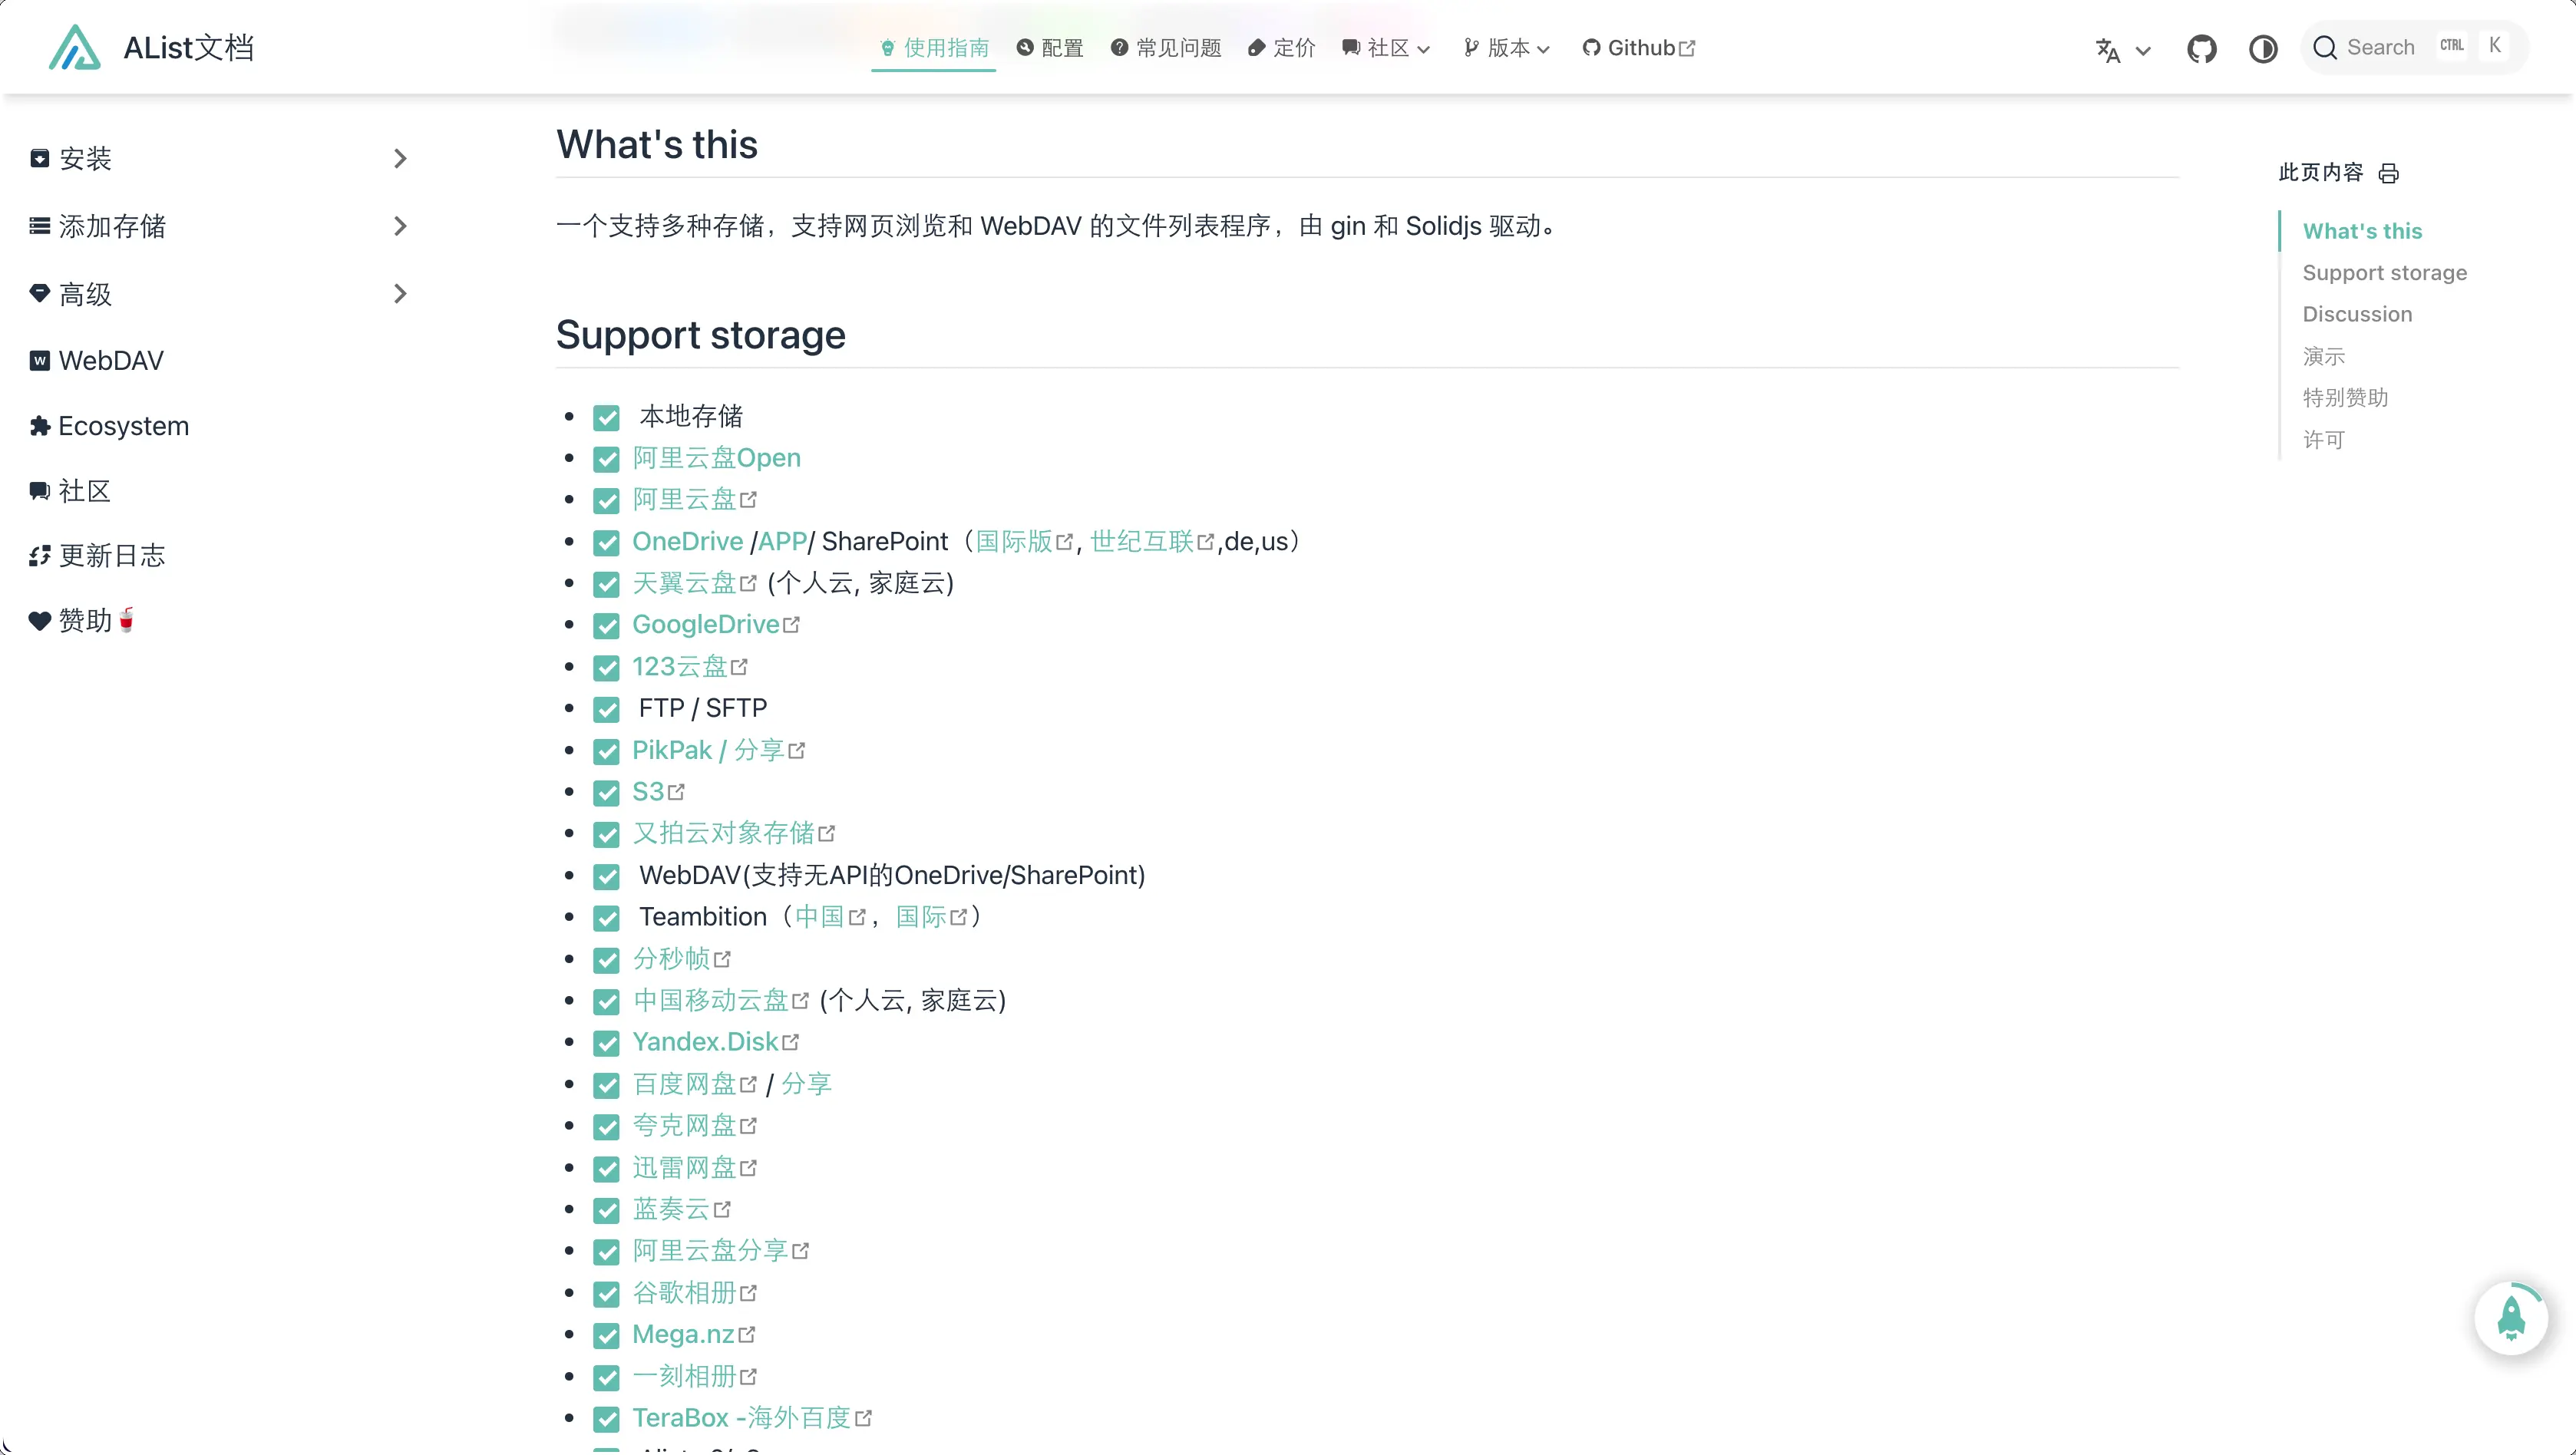 AList文档
使用指南 配置 常见问题 定价 社区 版本 Github
Search CTRL K
安装
添加存储
高级
WebDAV
Ecosystem
社区
更新日志
赞助
What's this
一个支持多种存储，支持网页浏览和 WebDAV 的文件列表程序，由 gin 和 Solidjs 驱动。
Support storage
本地存储
阿里云盘Open
阿里云盘
OneDrive /APP/ SharePoint（国际版, 世纪互联,de,us）
天翼云盘 (个人云, 家庭云)
GoogleDrive
123云盘
FTP / SFTP
PikPak / 分享
S3
又拍云对象存储
WebDAV(支持无API的OneDrive/SharePoint)
Teambition（中国，国际）
分秒帧
中国移动云盘 (个人云, 家庭云)
Yandex.Disk
百度网盘 / 分享
夸克网盘
迅雷网盘
蓝奏云
阿里云盘分享
谷歌相册
Mega.nz
一刻相册
TeraBox -海外百度
此页内容
What's this
Support storage
Discussion
演示
特别赞助
许可